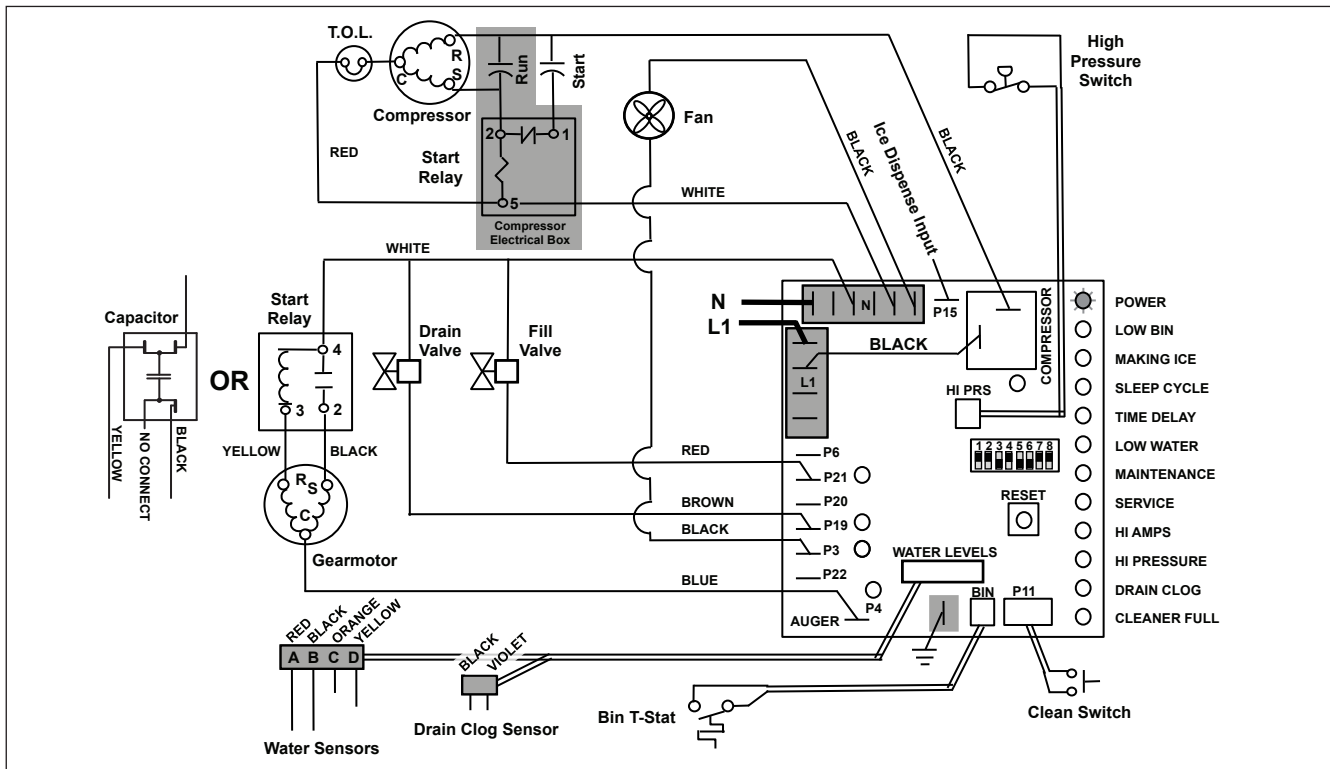 T.O.L.
R
S
C
Compressor
Run
Start
High
Pressure
Switch
Fan
2
1
RED
Start
Relay
5
Compressor
Electrical Box
WHITE
BLACK
Ice Dispense Input
BLACK
WHITE
Capacitor
YELLOW
NO CONNECT
BLACK
OR
Start
Relay
4
3
2
YELLOW
BLACK
R
S
C
Gearmotor
Drain
Valve
Fill
Valve
N
N
L1
L1
P15
BLACK
COMPRESSOR
HI PRS
POWER
LOW BIN
MAKING ICE
SLEEP CYCLE
TIME DELAY
LOW WATER
MAINTENANCE
SERVICE
HI AMPS
HI PRESSURE
DRAIN CLOG
CLEANER FULL
1 2 3 4 5 6 7 8
RESET
RED
P6
P21
P20
BROWN
P19
BLACK
P3
P22
BLUE
P4
AUGER
WATER LEVELS
BIN
P11
RED
BLACK
ORANGE
YELLOW
A B C D
Water Sensors
BLACK
VIOLET
Drain Clog Sensor
Bin T-Stat
Clean Switch